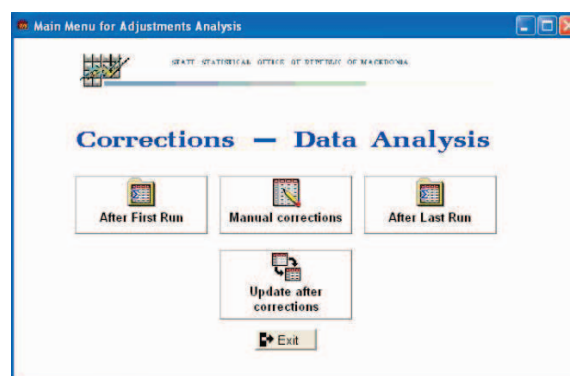 Main Menu for Adjustments Analysis
STATE STATISTICAL OFFICE OF REPUBLIC OF MACEDONIA
Corrections — Data Analysis
After First Run
Manual corrections
After Last Run
Update after
corrections
Exit